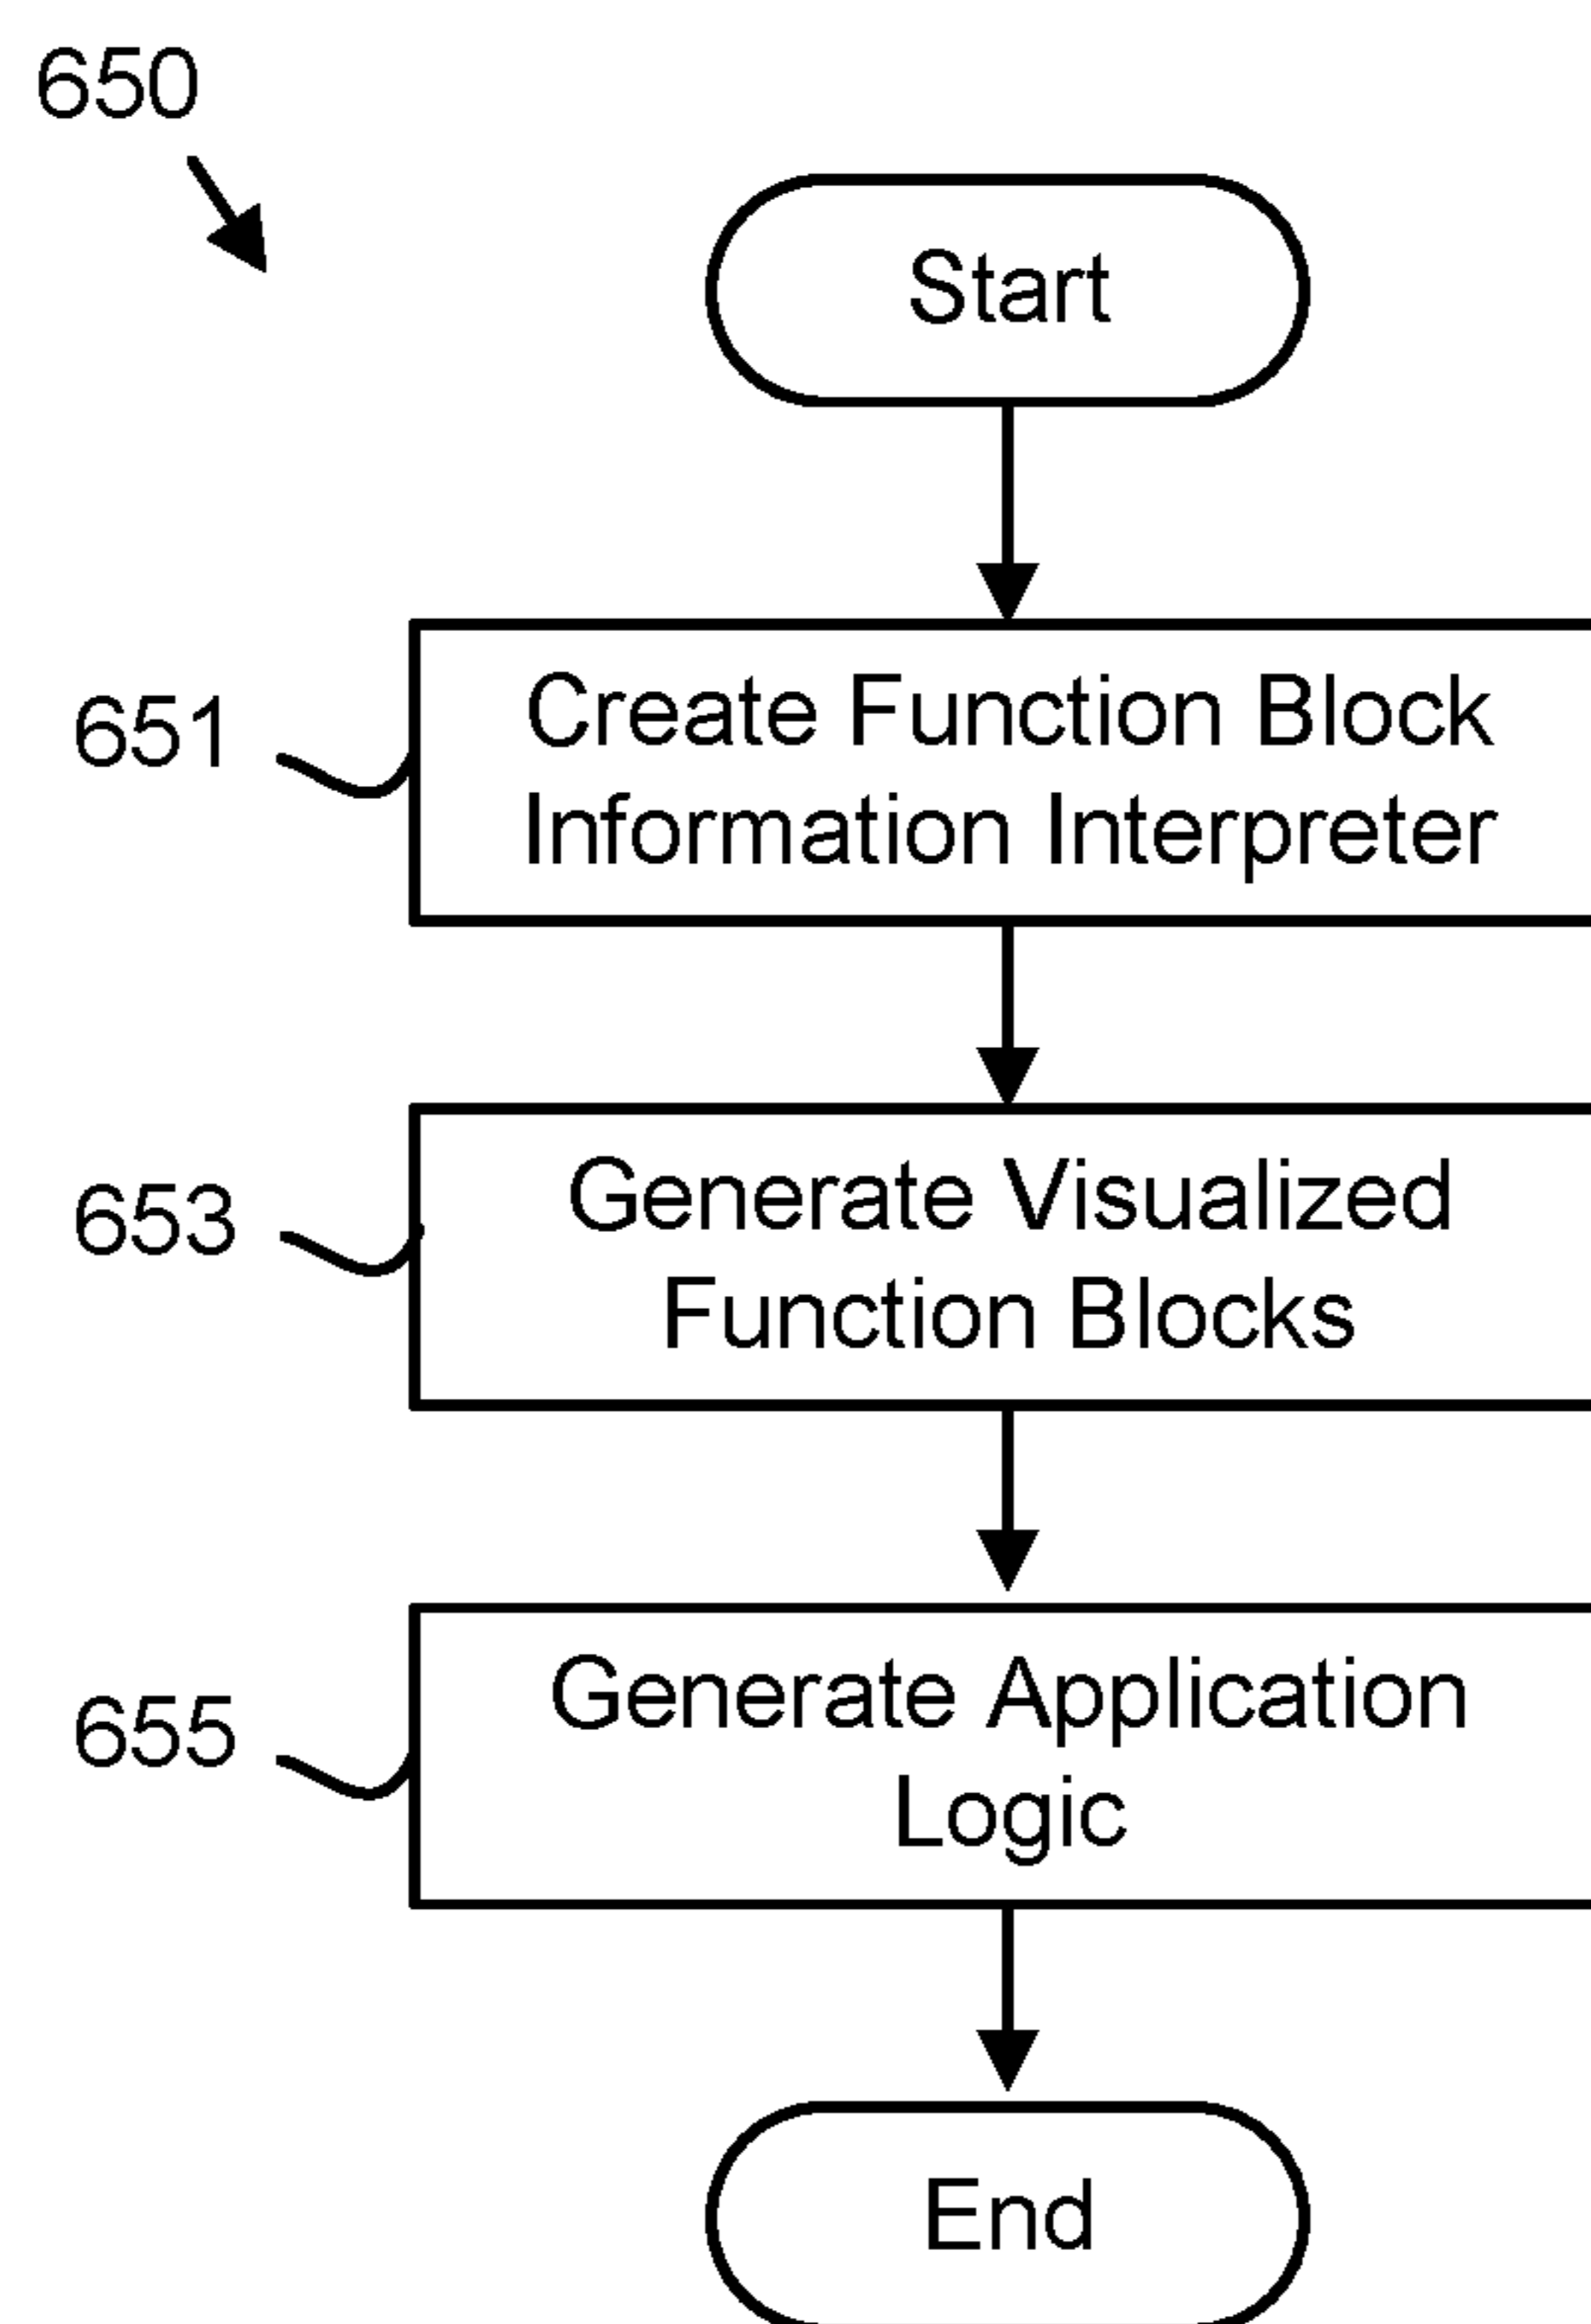 650
Start
651
Create Function Block
Information Interpreter
653
Generate Visualized
Function Blocks
655
Generate Application
Logic
End